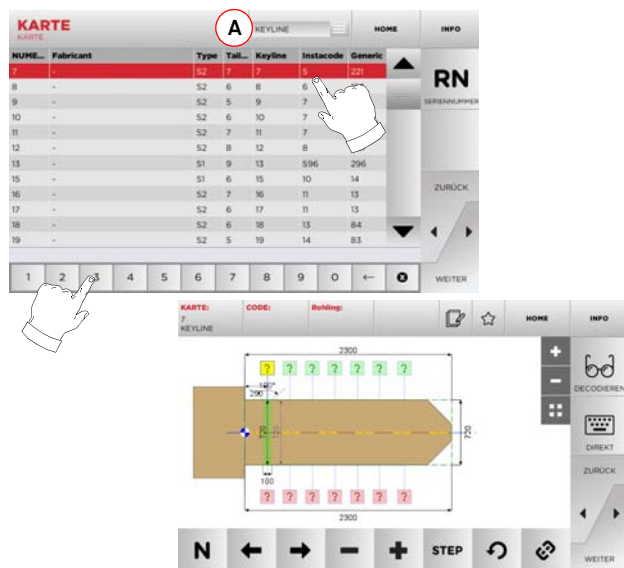 KARTE
KARTE
A
KEYLINE
HOME
INFO
NUME... Fabricant Type Tail... Keyline Instacode Generic
7 - S2 7 7 5 221
8 - S2 6 8 6
9 - S2 5 9 7
10 - S2 6 10 7
11 - S2 7 11 7
12 - S2 8 12 8
13 - S1 9 13 596 296
15 - S1 6 15 10 14
16 - S2 7 16 11 13
17 - S2 6 17 11 13
18 - S2 6 18 13 84
19 - S2 5 19 14 83
RN
SERIENNUMMER
ZURÜCK
WEITER
1 2 3 4 5 6 7 8 9 0 ←
KARTE: CODE: Rohling:
7
KEYLINE
HOME
INFO
2300
? ? ? ? ? ? ?
100°
290
720 720
720
100
? ? ? ? ? ? ?
2300
+
-
DECODIEREN
DIREKT
ZURÜCK
WEITER
N STEP